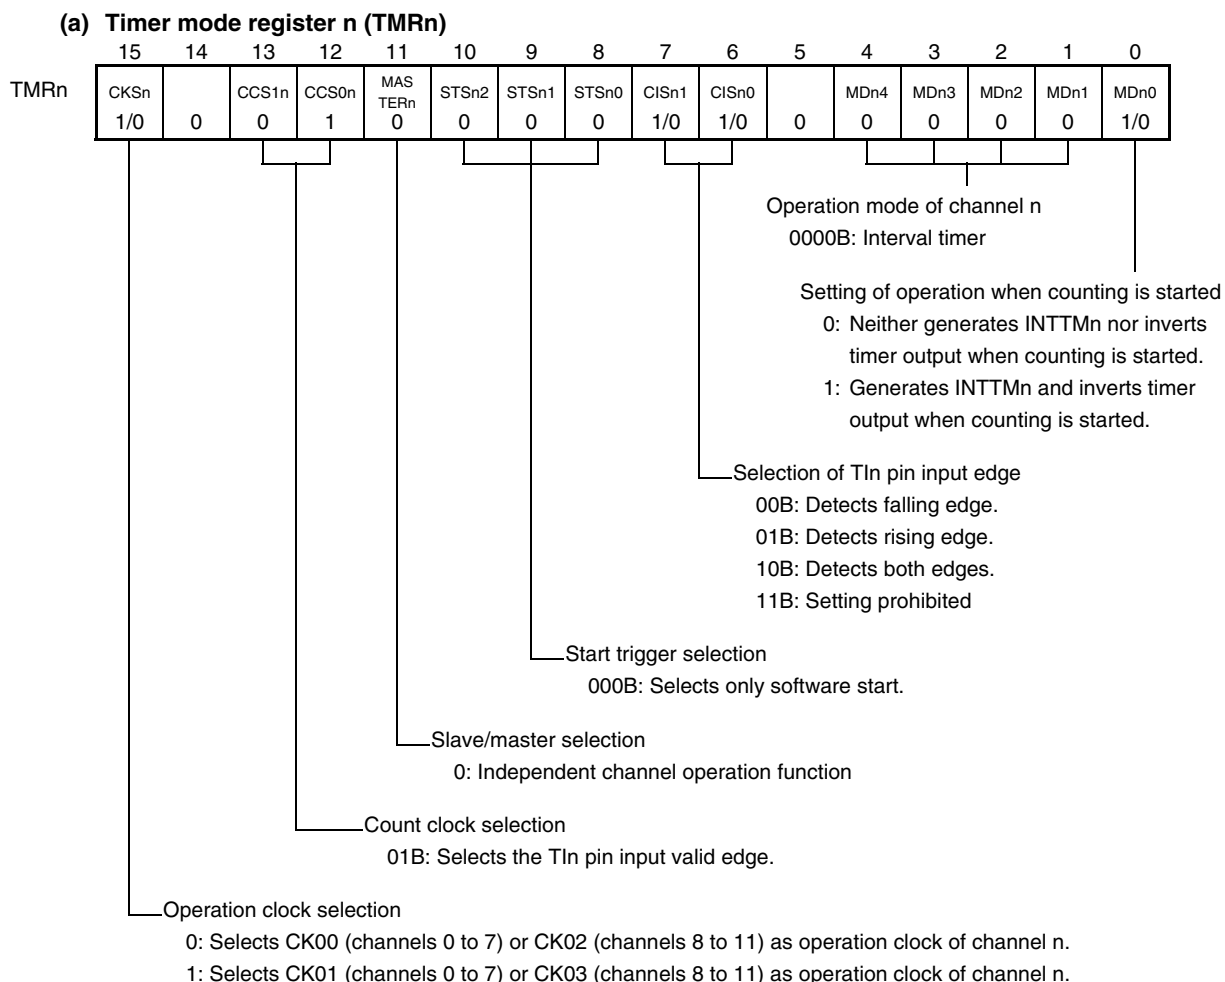 (a) Timer mode register n (TMRn)
15 14 13 12 11 10 9 8 7 6 5 4 3 2 1 0
TMRn
CKSn CCS1n CCS0n MAS TERn STSn2 STSn1 STSn0 CISn1 CISn0 MDn4 MDn3 MDn2 MDn1 MDn0
1/0 0 0 1 0 0 0 0 1/0 1/0 0 0 0 0 0 1/0
Operation mode of channel n
0000B: Interval timer
Setting of operation when counting is started
0: Neither generates INTTMn nor inverts
timer output when counting is started.
1: Generates INTTMn and inverts timer
output when counting is started.
Selection of TIn pin input edge
00B: Detects falling edge.
01B: Detects rising edge.
10B: Detects both edges.
11B: Setting prohibited
Start trigger selection
000B: Selects only software start.
Slave/master selection
0: Independent channel operation function
Count clock selection
01B: Selects the TIn pin input valid edge.
Operation clock selection
0: Selects CK00 (channels 0 to 7) or CK02 (channels 8 to 11) as operation clock of channel n.
1: Selects CK01 (channels 0 to 7) or CK03 (channels 8 to 11) as operation clock of channel n.